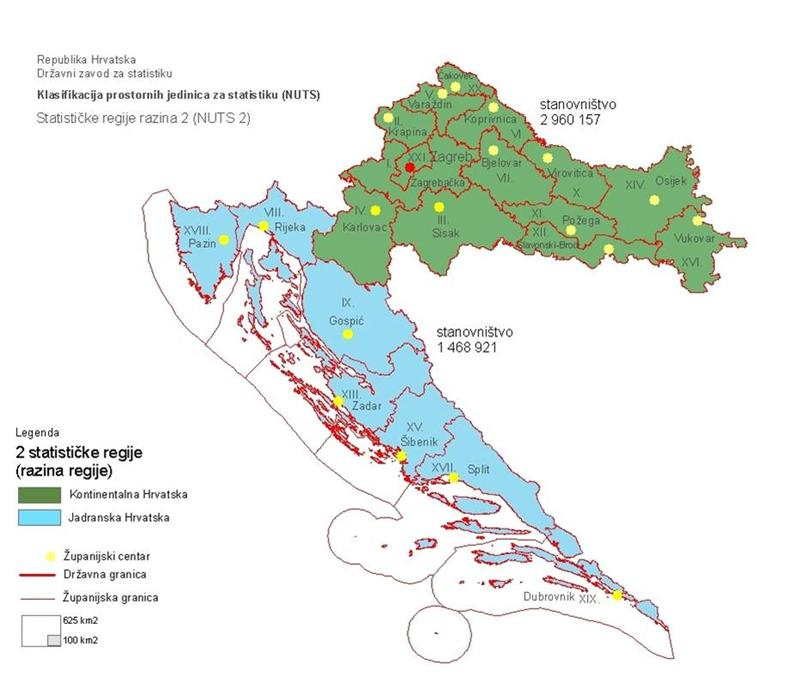 Republika Hrvatska
Državni zavod za statistiku
Klasifikacija prostornih jedinica za statistiku (NUTS)
Statističke regije razina 2 (NUTS 2)
stanovništvo
2 960 157
Čakovec
XX.
V.
Varaždin
II.
Krapina
Koprivnica
VI.
I.
XXI.
Zagreb
Zagrebačka
Bjelovar
VII.
Virovitica
X.
XIV.
Osijek
IV.
Karlovac
III.
Sisak
XI.
Požega
XII.
Slavonski-Brod
Vukovar
XVI.
XVIII.
Pazin
VIII.
Rijeka
IX.
Gospić
stanovništvo
1 468 921
XIII.
Zadar
XV.
Šibenik
XVII.
Split
Dubrovnik XIX.
Legenda
2 statističke regije
(razina regije)
Kontinentalna Hrvatska
Jadranska Hrvatska
Županijski centar
Državna granica
Županijska granica
625 km2
100 km2